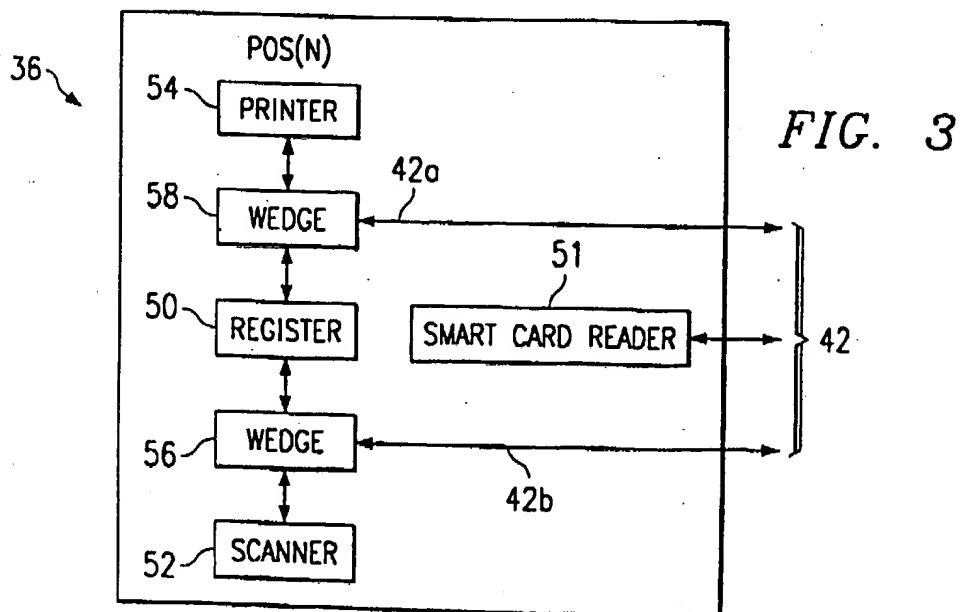 36
POS(N)
54
PRINTER
FIG. 3
58
WEDGE
42a
50
REGISTER
51
SMART CARD READER
42
56
WEDGE
42b
52
SCANNER